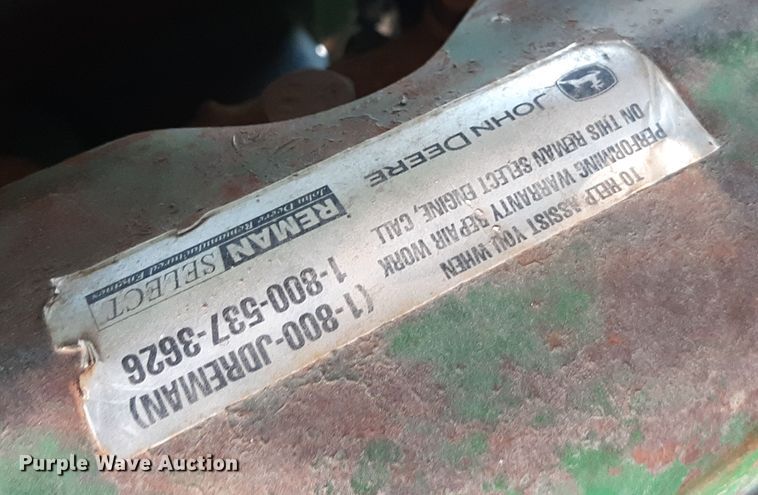 JOHN DEERE
REMAN SELECT
John Deere Remanufactured Engines
TO HELP ASSIST YOU WHEN
PERFORMING WARRANTY REPAIR WORK
ON THIS REMAN SELECT ENGINE, CALL
1-800-537-3626
(1-800-JDREMAN)
Purple Wave Auction